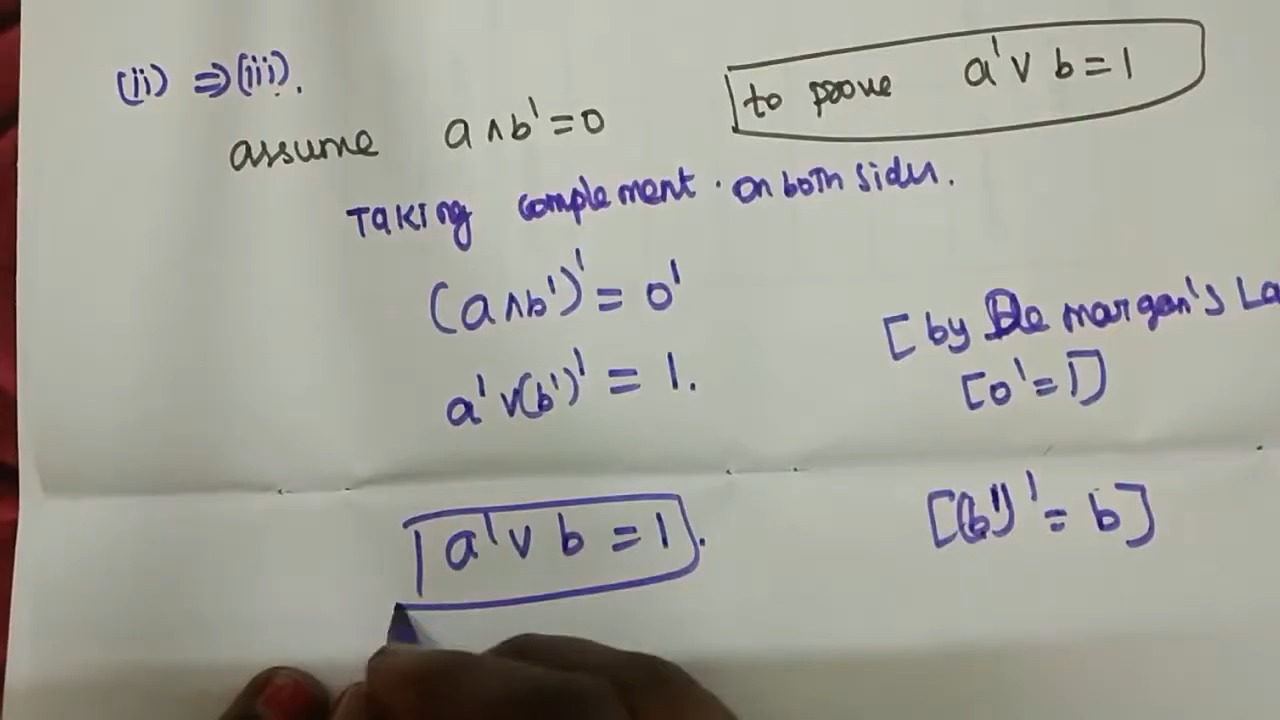 (ii) ⇒ (iii).
to prove a' ∨ b = 1
assume a ∧ b' = 0
Taking complement on both sides.
(a ∧ b')' = 0'
[by De morgan's La
a' ∨ (b')' = 1.
[0' = 1]
[(b')' = b]
a' ∨ b = 1.